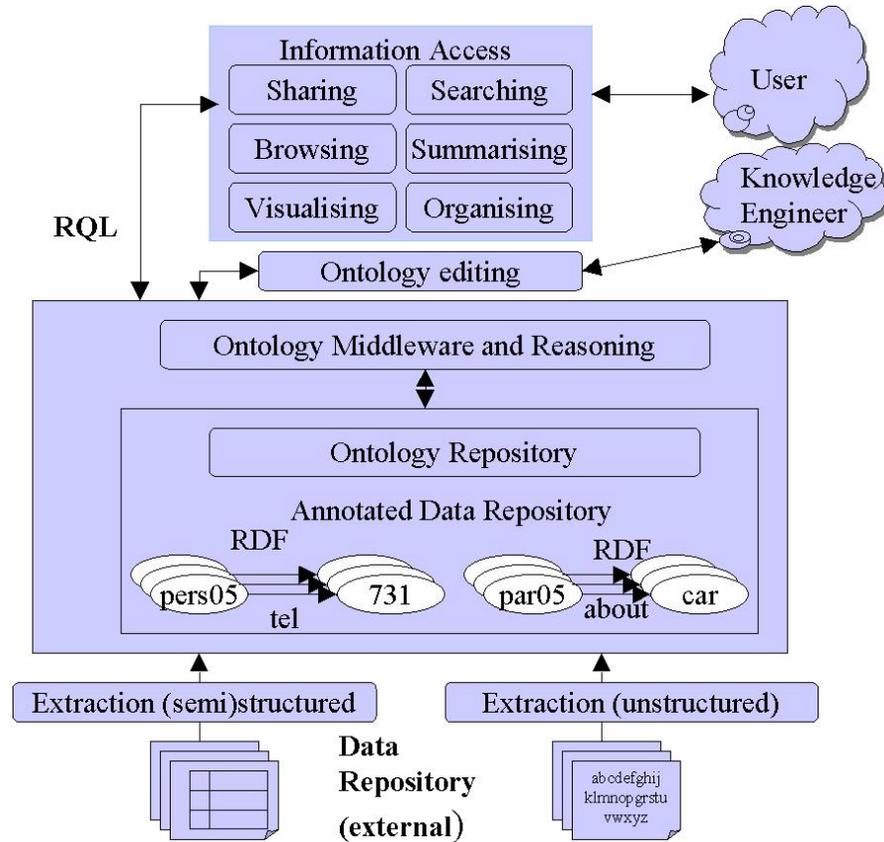 Information Access
Sharing
Searching
Browsing
Summarising
Visualising
Organising
User
Knowledge
Engineer
RQL
Ontology editing
Ontology Middleware and Reasoning
Ontology Repository
Annotated Data Repository
RDF
RDF
pers05
731
par05
car
tel
about
Extraction (semi)structured
Extraction (unstructured)
Data
Repository
(external)
abcdefghij
klmnopgrstu
vwxyz